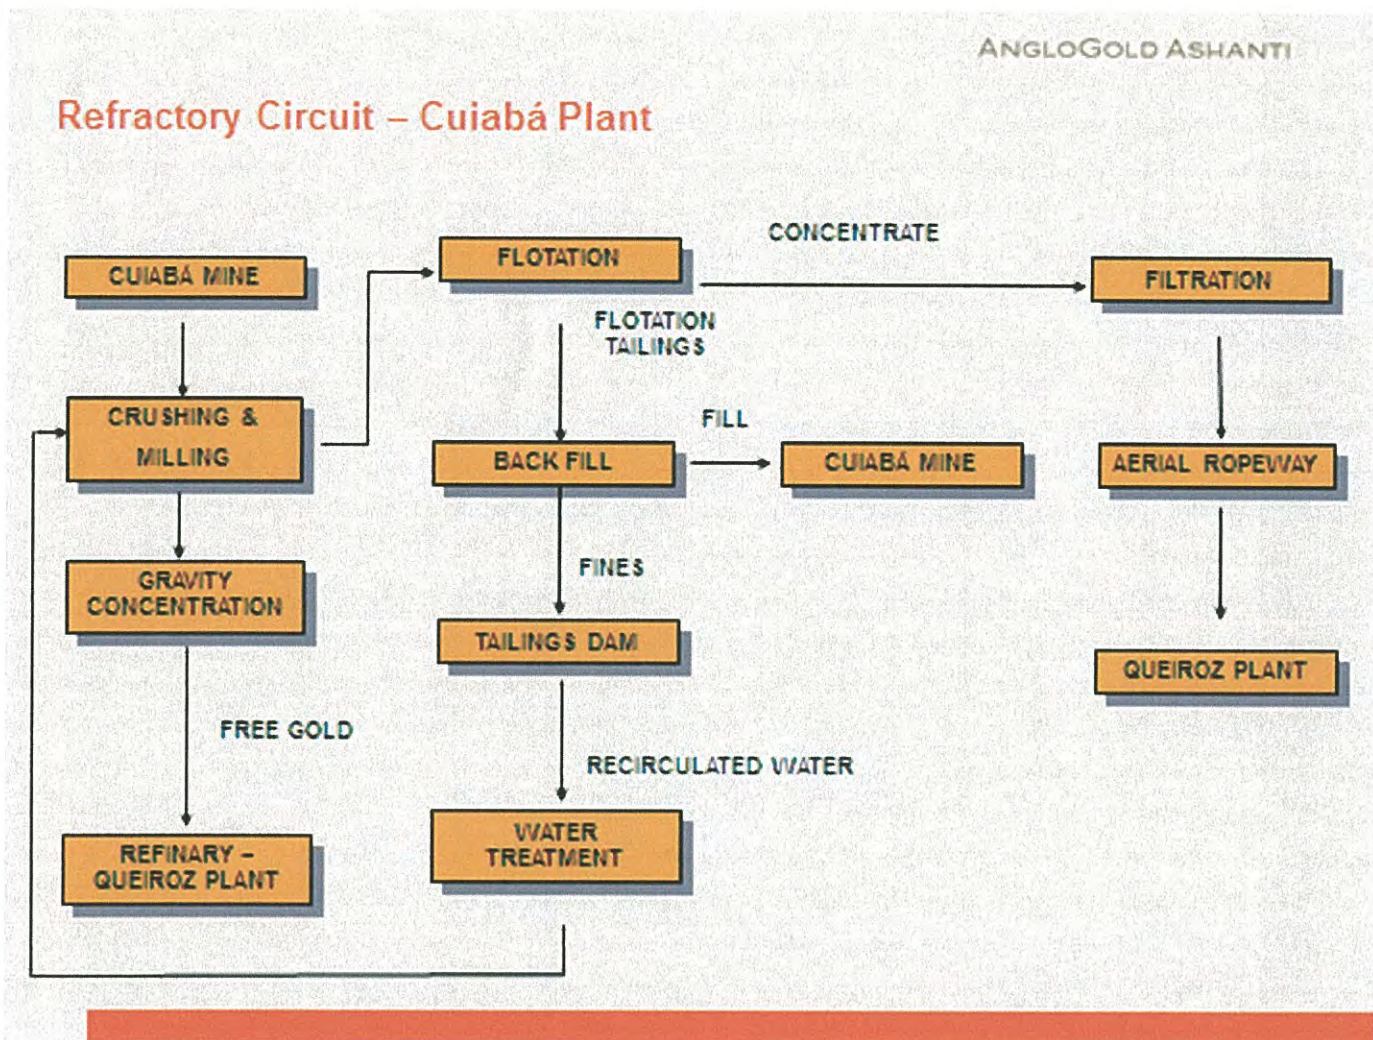 ANGLOGOLD ASHANTI
Refractory Circuit – Cuiabá Plant
CUIABÁ MINE
CRUSHING &
MILLING
GRAVITY
CONCENTRATION
FREE GOLD
REFINARY –
QUEIROZ PLANT
FLOTATION
FLOTATION
TAILINGS
BACK FILL
FILL
CUIABÁ MINE
FINES
TAILINGS DAM
RECIRCULATED WATER
WATER
TREATMENT
CONCENTRATE
FILTRATION
AERIAL ROPEWAY
QUEIROZ PLANT